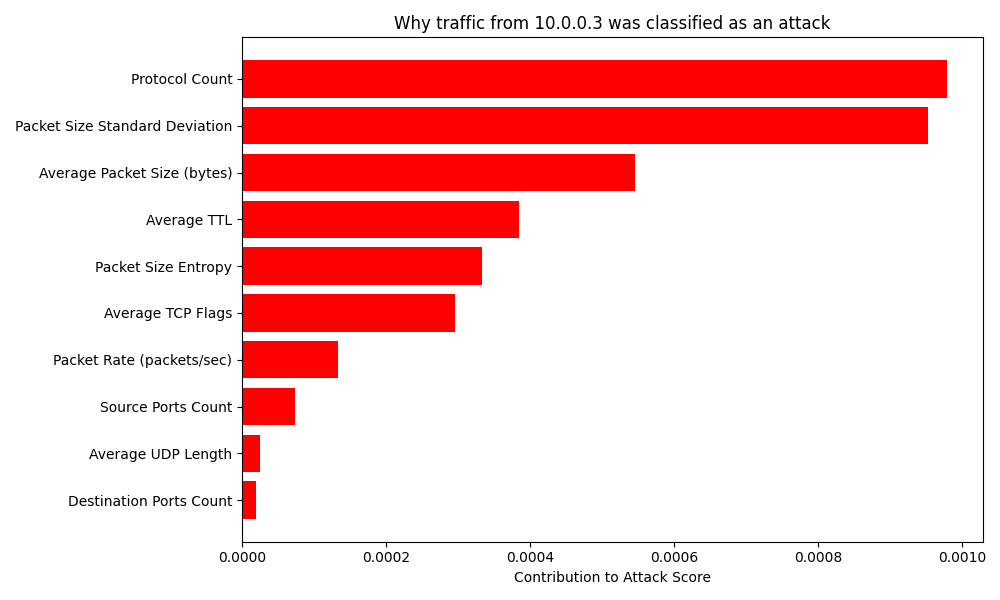 Why traffic from 10.0.0.3 was classified as an attack
Protocol Count
Packet Size Standard Deviation
Average Packet Size (bytes)
Average TTL
Packet Size Entropy
Average TCP Flags
Packet Rate (packets/sec)
Source Ports Count
Average UDP Length
Destination Ports Count
0.0000 0.0002 0.0004 0.0006 0.0008 0.0010
Contribution to Attack Score